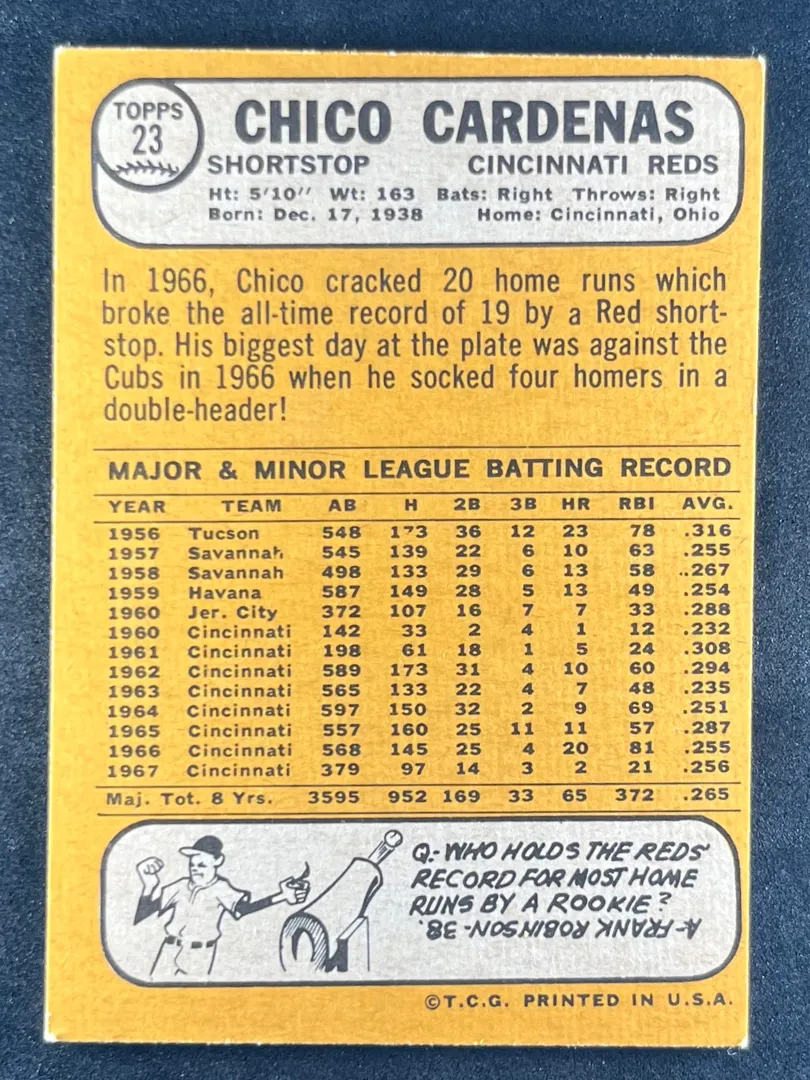 TOPPS
23
CHICO CARDENAS
SHORTSTOP CINCINNATI REDS
Ht: 5'10" Wt: 163 Bats: Right Throws: Right
Born: Dec. 17, 1938 Home: Cincinnati, Ohio
In 1966, Chico cracked 20 home runs which
broke the all-time record of 19 by a Red short-
stop. His biggest day at the plate was against the
Cubs in 1966 when he socked four homers in a
double-header!
MAJOR & MINOR LEAGUE BATTING RECORD
YEAR TEAM AB H 2B 3B HR RBI AVG.
1956 Tucson 548 173 36 12 23 78 .316
1957 Savannah 545 139 22 6 10 63 .255
1958 Savannah 498 133 29 6 13 58 .267
1959 Havana 587 149 28 5 13 49 .254
1960 Jer. City 372 107 16 7 7 33 .288
1960 Cincinnati 142 33 2 4 1 12 .232
1961 Cincinnati 198 61 18 1 5 24 .308
1962 Cincinnati 589 173 31 4 10 60 .294
1963 Cincinnati 565 133 22 4 7 48 .235
1964 Cincinnati 597 150 32 2 9 69 .251
1965 Cincinnati 557 160 25 11 11 57 .287
1966 Cincinnati 568 145 25 4 20 81 .255
1967 Cincinnati 379 97 14 3 2 21 .256
Maj. Tot. 8 Yrs. 3595 952 169 33 65 372 .265
Q.- WHO HOLDS THE REDS'
RECORD FOR MOST HOME
RUNS BY A ROOKIE?
A- FRANK ROBINSON- 38.
©T.C.G. PRINTED IN U.S.A.